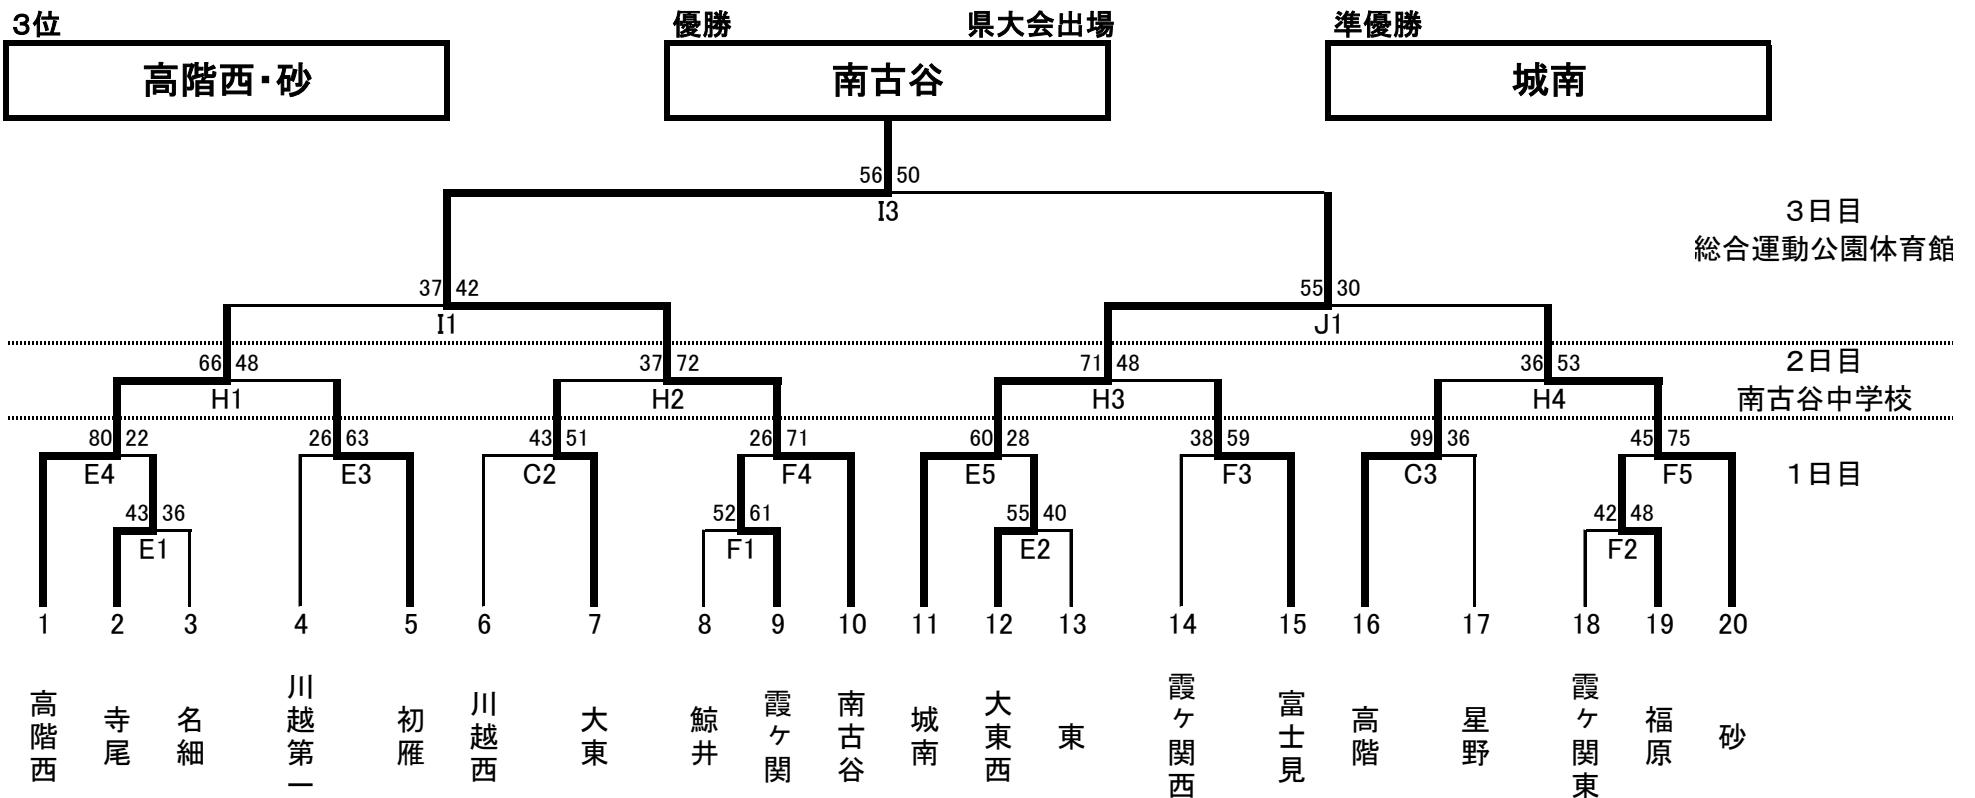 ３位 優勝 県大会出場 準優勝
高階西・砂 南古谷 城南
56 50
I3
３日目
総合運動公園体育館
37 42 55 30
I1 J1
66 48 37 72 71 48 36 53 ２日目
H1 H2 H3 H4 南古谷中学校
80 22 26 63 43 51 26 71 60 28 38 59 99 36 45 75
E4 E3 C2 F4 E5 F3 C3 F5 １日目
43 36 52 61 55 40 42 48
E1 F1 E2 F2
1 2 3 4 5 6 7 8 9 10 11 12 13 14 15 16 17 18 19 20
高階西
寺尾
名細
川越第一
初雁
川越西
大東
鯨井
霞ヶ関
南古谷
城南
大東西
東
霞ヶ関西
富士見
高階
星野
霞ヶ関東
福原
砂